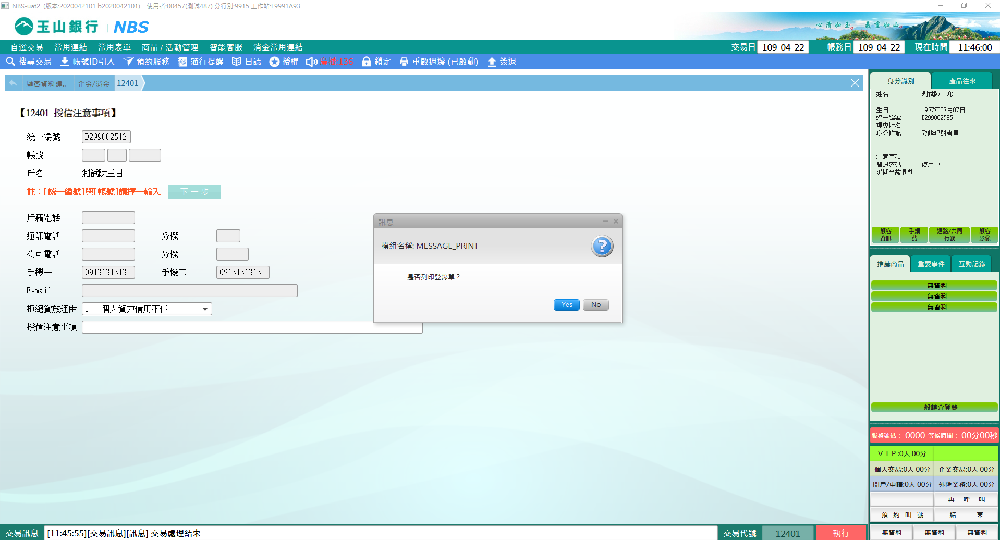 NBS-uat2 (版本:2020042101.b2020042101) 使用者:00457(測試487) 分行別:9915 工作站:L9991A93
玉山銀行 | NBS
心清如玉。義重如山。
自選交易 常用連結 常用表單 商品 / 活動管理 智能客服 消金常用連結 交易日 109-04-22 帳務日 109-04-22 現在時間 11:46:00
搜尋交易 帳號ID引入 預約服務 蒞行提醒 日誌 授權 廣播:136 鎖定 重啟週邊 (已啟動) 簽退
顧客資料建.. 企金/消金 12401
【12401 授信注意事項】
統一編號 D299002512
帳號
戶名 測試陳三日
註：[統一編號]與[帳號]請擇一輸入 下一步
戶籍電話
通訊電話 分機
公司電話 分機
手機一 0913131313 手機二 0913131313
E-mail
拒絕貸放理由 1 - 個人資力信用不佳
授信注意事項
訊息
模組名稱: MESSAGE_PRINT
是否列印登錄單？
Yes No
身分識別 產品往來
姓名 測試陳三寒
生日 1957年07月07日
統一編號 D299002585
理專姓名
身分註記 登峰理財會員
注意事項
簡訊密碼 使用中
近期事故異動
顧客資訊 手續費 通路/共同行銷 顧客影像
推薦商品 重要事件 互動記錄
無資料
無資料
無資料
一般轉介登錄
服務號碼： 0000 等候時間： 00分00秒
ＶＩＰ:0人 00分
個人交易:0人 00分 企業交易:0人 00分
開戶/申請:0人 00分 外匯業務:0人 00分
再 呼 叫
預 約 叫 號 結 束
無資料 無資料 無資料
交易訊息 [11:45:55][交易訊息][訊息] 交易處理結束 交易代號 12401 執行